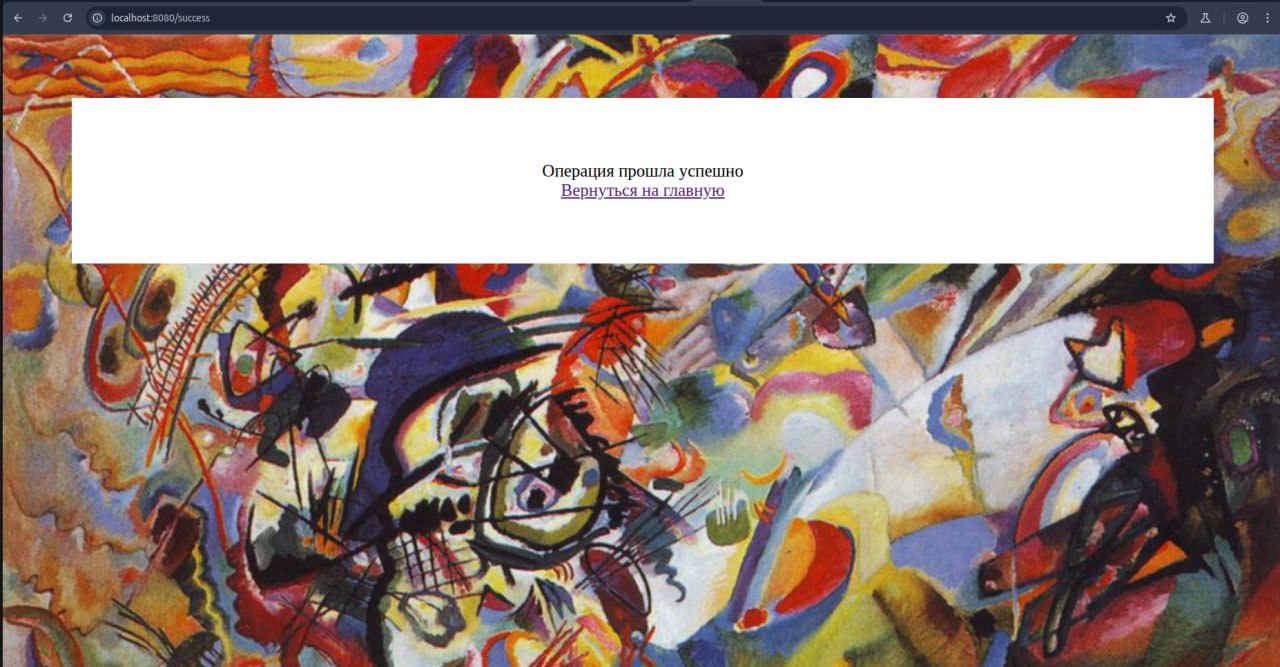 localhost:8080/success
Операция прошла успешно
Вернуться на главную